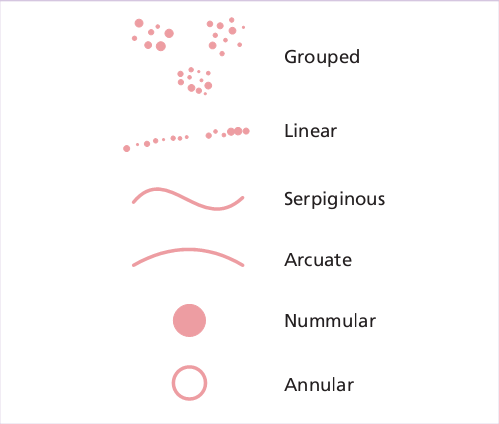 Grouped
Linear
Serpiginous
Arcuate
Nummular
Annular